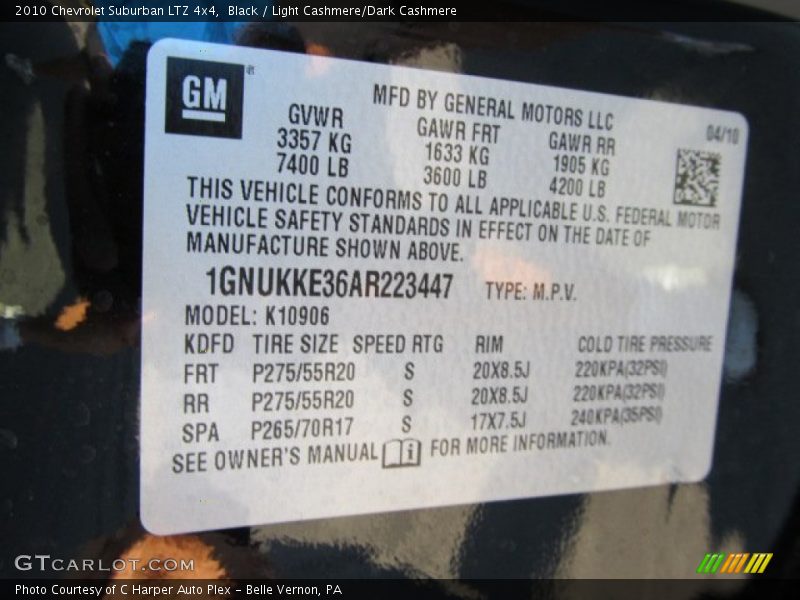 2010 Chevrolet Suburban LTZ 4x4, Black / Light Cashmere/Dark Cashmere
GM®
MFD BY GENERAL MOTORS LLC
04/10
GVWR GAWR FRT GAWR RR
3357 KG 1633 KG 1905 KG
7400 LB 3600 LB 4200 LB
THIS VEHICLE CONFORMS TO ALL APPLICABLE U.S. FEDERAL MOTOR
VEHICLE SAFETY STANDARDS IN EFFECT ON THE DATE OF
MANUFACTURE SHOWN ABOVE.
1GNUKKE36AR223447 TYPE: M.P.V.
MODEL: K10906
KDFD TIRE SIZE SPEED RTG RIM COLD TIRE PRESSURE
FRT P275/55R20 S 20X8.5J 220KPA(32PSI)
RR P275/55R20 S 20X8.5J 220KPA(32PSI)
SPA P265/70R17 S 17X7.5J 240KPA(35PSI)
SEE OWNER'S MANUAL i FOR MORE INFORMATION.
GTCARLOT.COM
Photo Courtesy of C Harper Auto Plex – Belle Vernon, PA